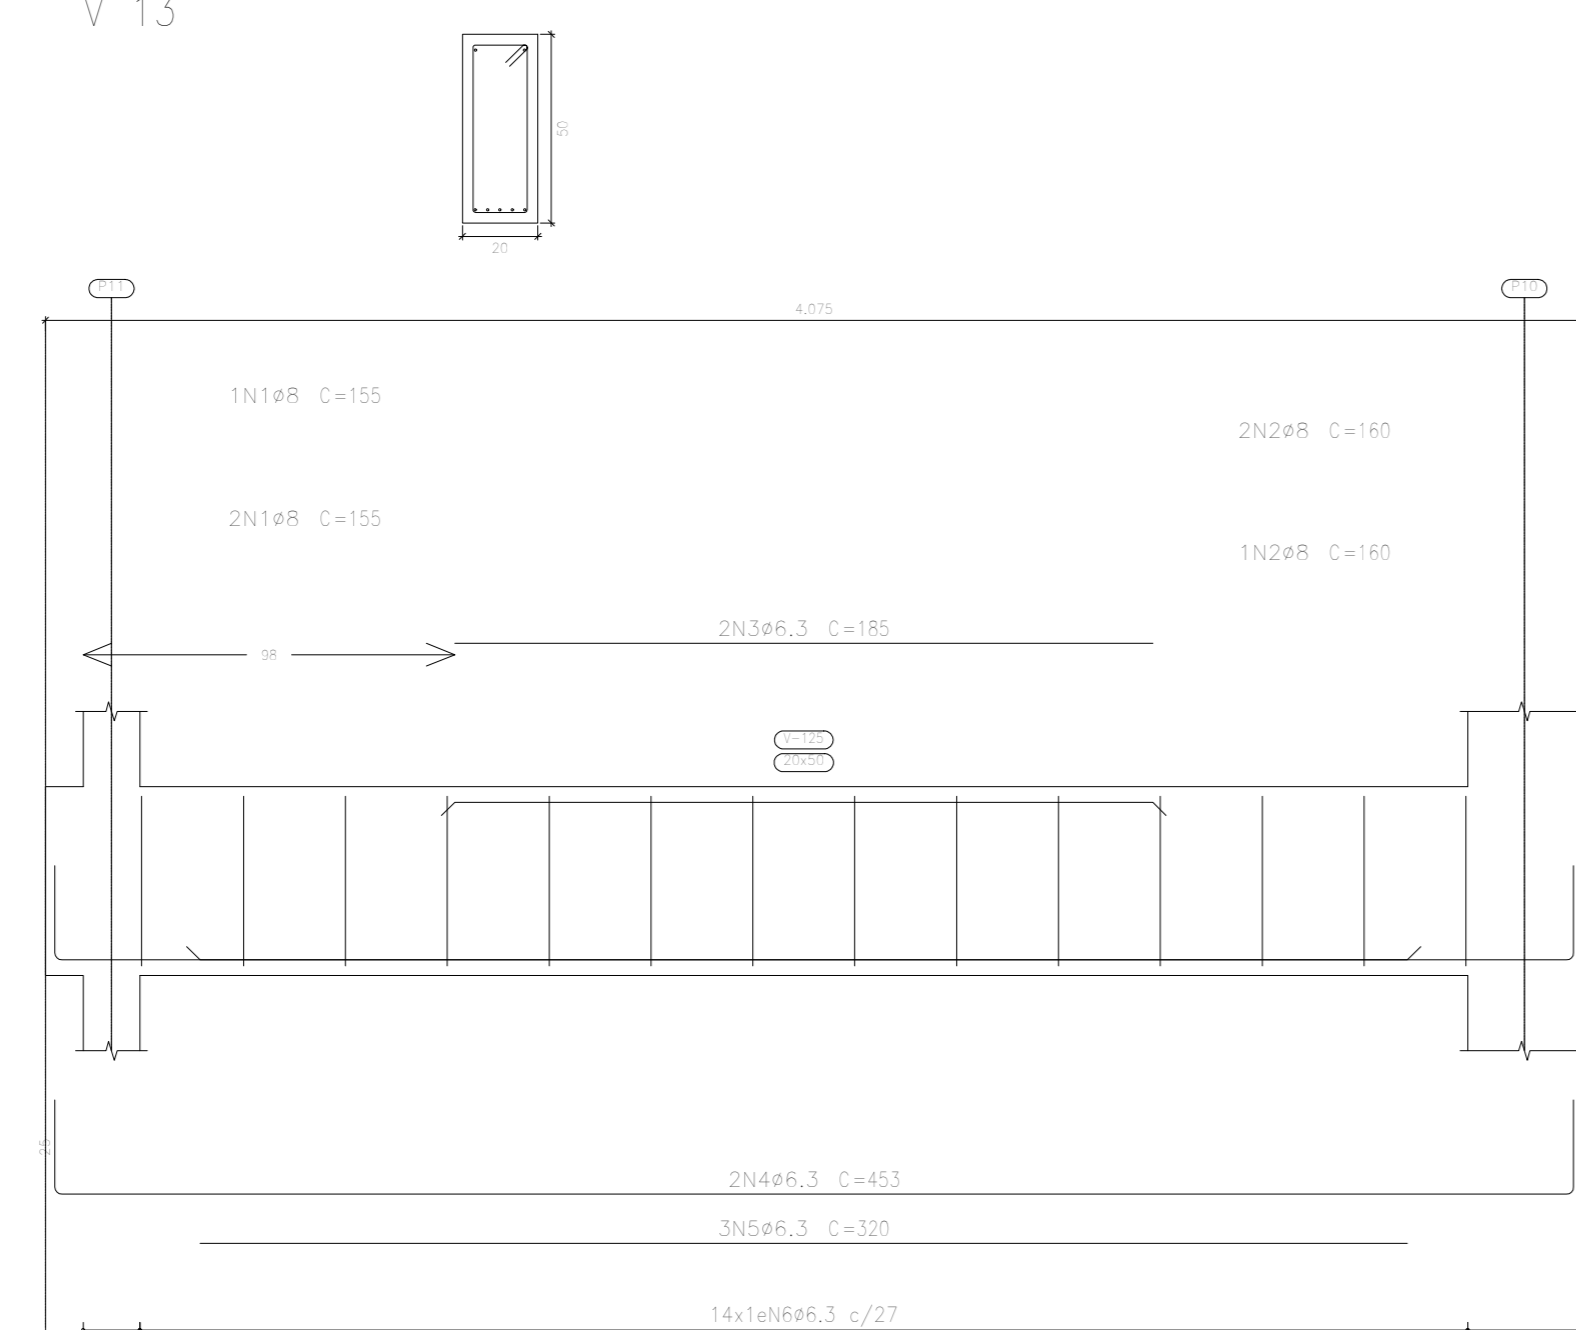 V 13
50
20
P11
P10
4.075
1N1ø8 C=155
2N2ø8 C=160
2N1ø8 C=155
1N2ø8 C=160
2N3ø6.3 C=185
98
V-125
20x50
25
2N4ø6.3 C=453
3N5ø6.3 C=320
14x1eN6ø6.3 c/27